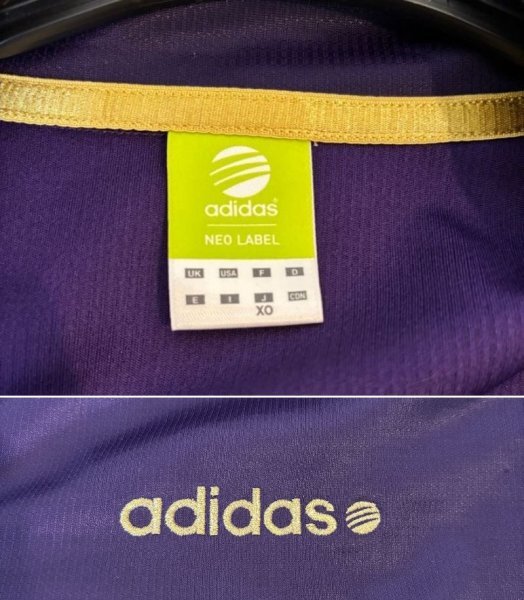 adidas
NEO LABEL
UK USA F D
E I J CDN
XO
adidas